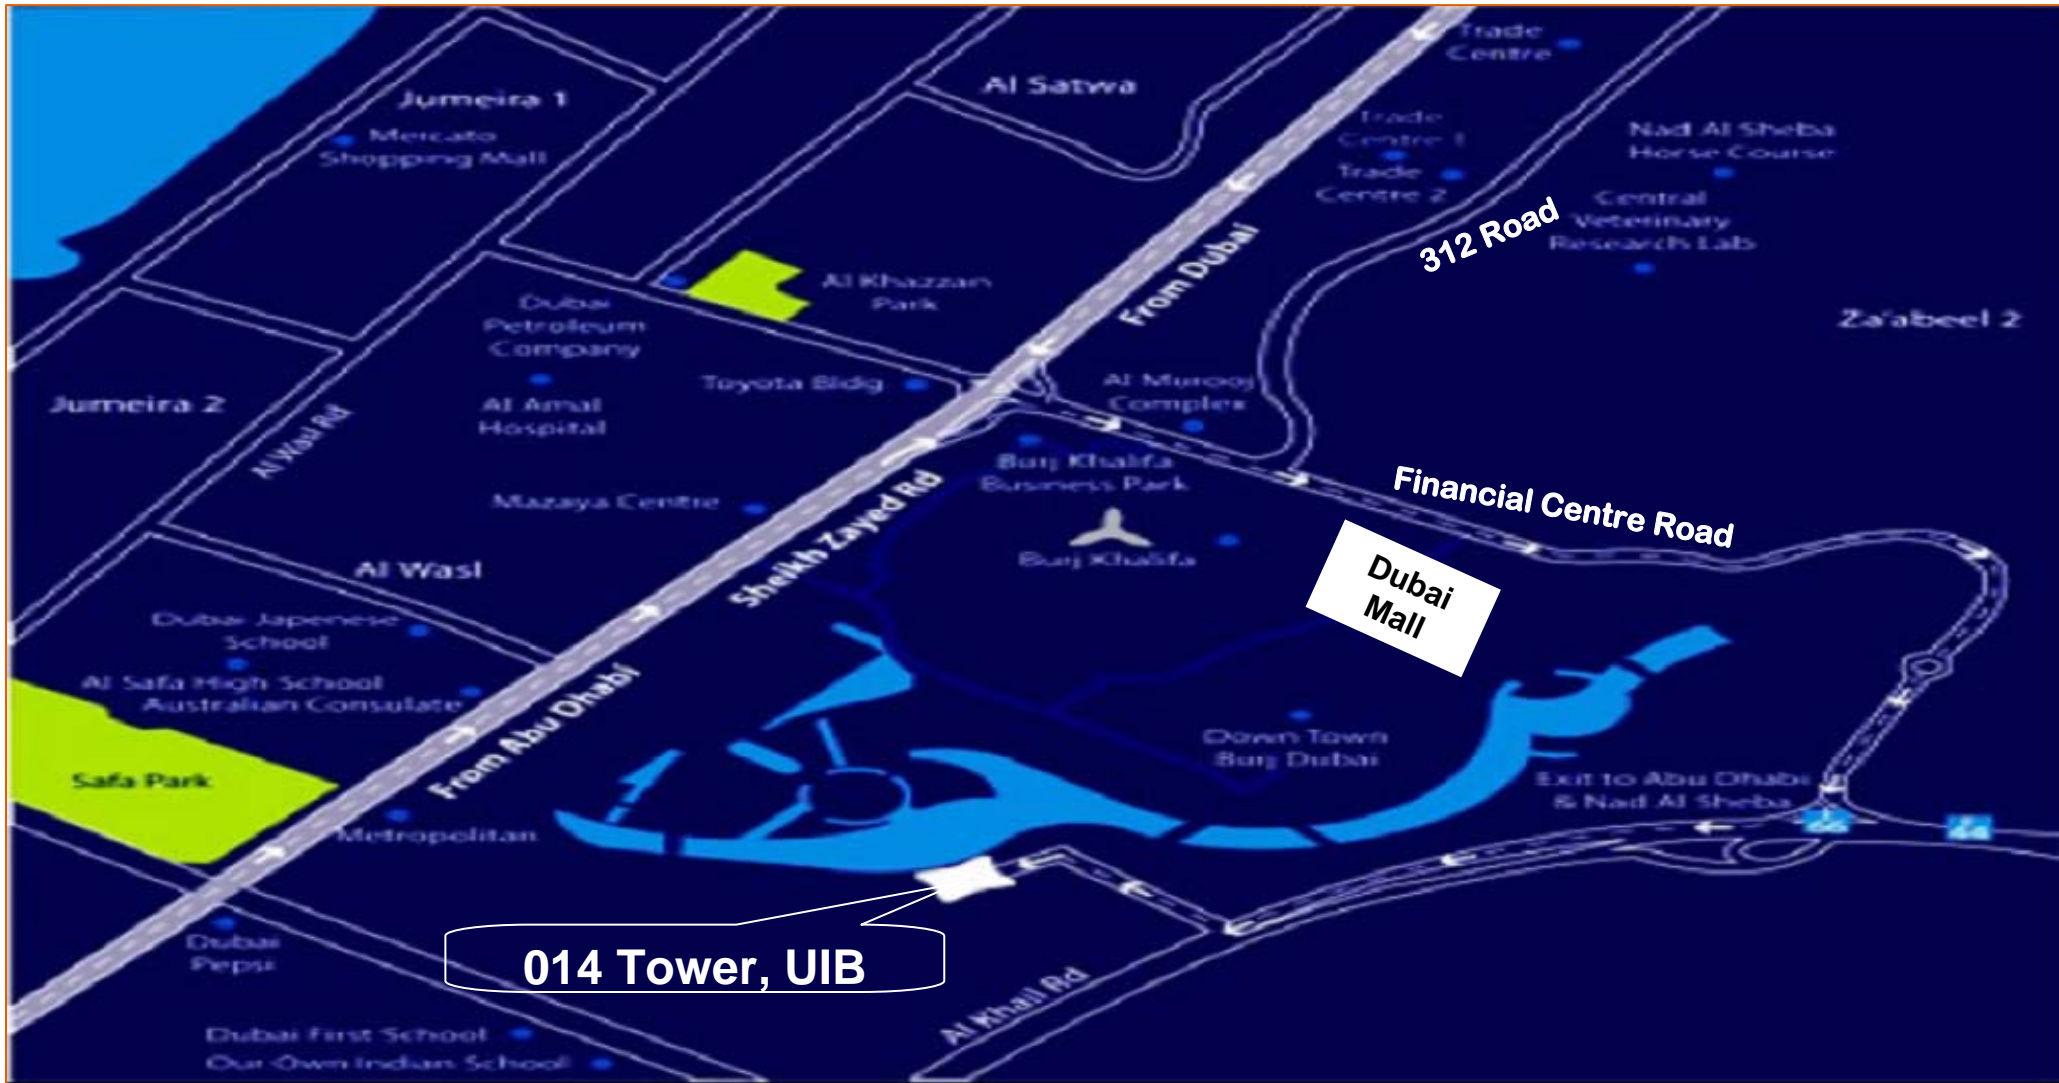 Trade
Centre
Al Satwa
Jumeira 1
Mercato
Shopping Mall
Trade
Centre 1
Trade
Centre 2
Nad Al Sheba
Horse Course
Central
Veterinary
Research Lab
312 Road
From Dubai
Al Khazzan
Park
Dubai
Petroleum
Company
Za'abeel 2
Toyota Bldg
Al Murooj
Complex
Jumeira 2
Al Wasl Rd
Al Amal
Hospital
Burj Khalifa
Business Park
Financial Centre Road
Mazaya Centre
Sheikh Zayed Rd
Burj Khalifa
Dubai
Mall
Al Wasl
Dubai Japenese
School
Al Safa High School
Australian Consulate
From Abu Dhabi
Down Town
Burj Dubai
Safa Park
Exit to Abu Dhabi
& Nad Al Sheba
Metropolitan
66
44
Dubai
Pepsi
014 Tower, UIB
Al Khail Rd
Dubai First School
Our Own Indian School